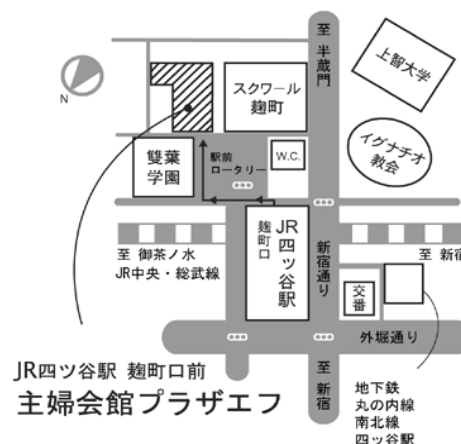 至 半蔵門
上智大学
N
スクワール
麹町
W.C.
イグナチオ
教会
雙葉
学園
駅前
ロータリー
麹町口
JR四ツ谷駅
新宿通り
至 御茶ノ水
JR中央・総武線
至 新宿
交番
外堀通り
至 新宿
地下鉄
丸の内線
南北線
四ッ谷駅
JR四ツ谷駅 麹町口前
主婦会館プラザエフ